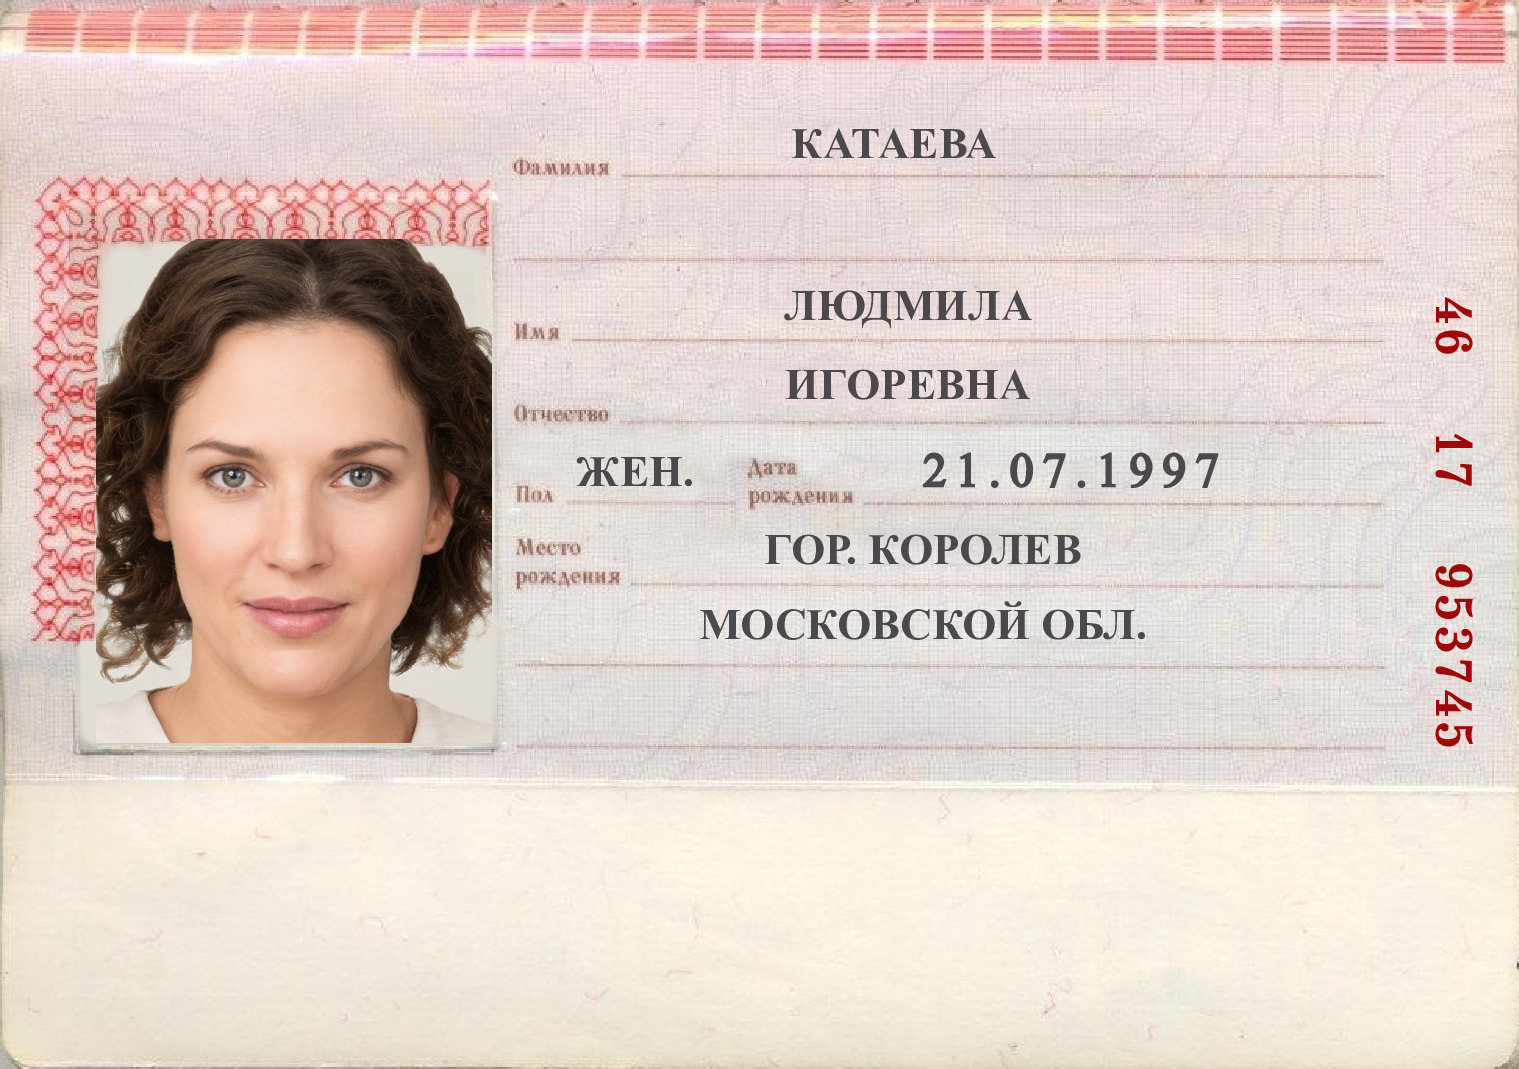 Фамилия КАТАЕВА
Имя ЛЮДМИЛА
Отчество ИГОРЕВНА
Пол ЖЕН. Дата рождения 21.07.1997
Место рождения ГОР. КОРОЛЕВ
МОСКОВСКОЙ ОБЛ.
46 17 953745